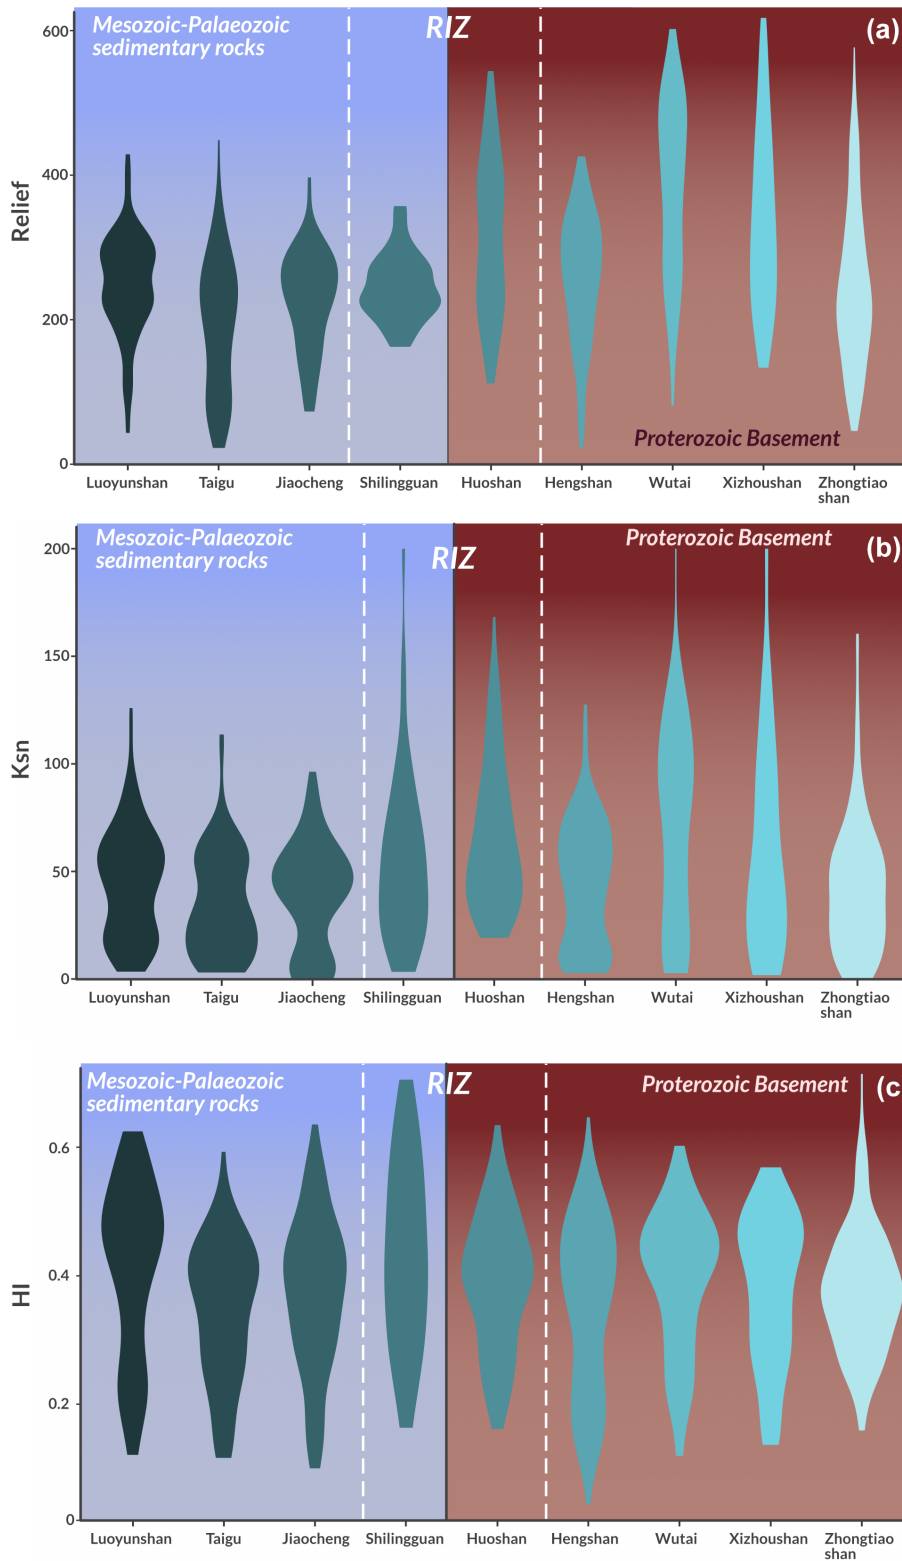 Mesozoic-Palaeozoic
sedimentary rocks
RIZ
(a)
600
400
200
0
Relief
Proterozoic Basement
Luoyunshan
Taigu
Jiaocheng
Shilingguan
Huoshan
Hengshan
Wutai
Xizhoushan
Zhongtiao
shan
Mesozoic-Palaeozoic
sedimentary rocks
RIZ
Proterozoic Basement
(b)
200
150
100
50
0
Ksn
Luoyunshan
Taigu
Jiaocheng
Shilingguan
Huoshan
Hengshan
Wutai
Xizhoushan
Zhongtiao
shan
Mesozoic-Palaeozoic
sedimentary rocks
RIZ
Proterozoic Basement
(c
0.6
0.4
0.2
0
HI
Luoyunshan
Taigu
Jiaocheng
Shilingguan
Huoshan
Hengshan
Wutai
Xizhoushan
Zhongtiao
shan